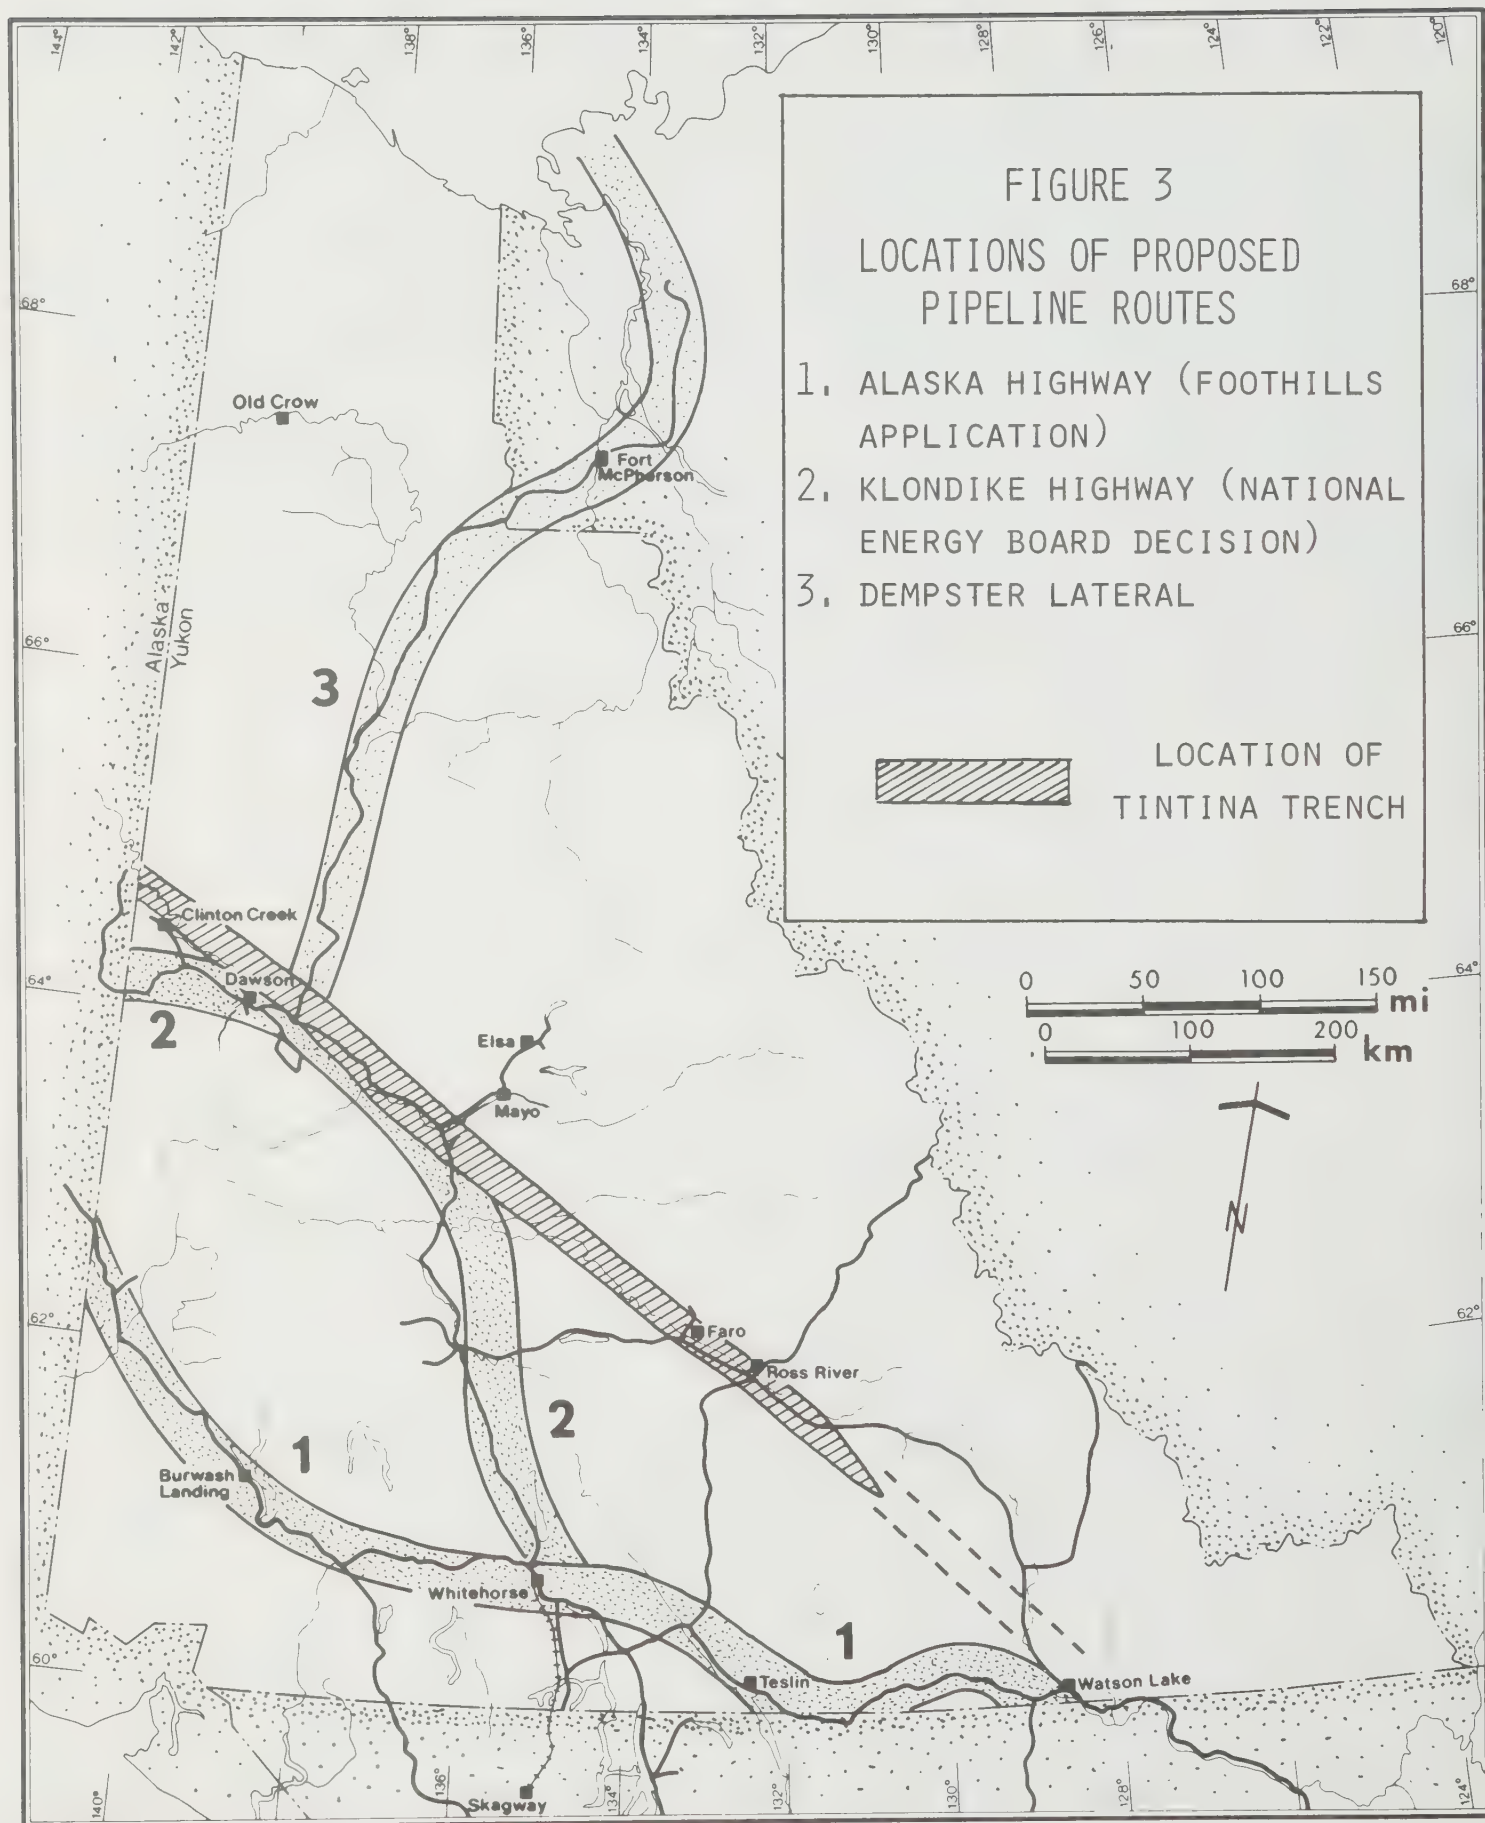 144° 142° 138° 136° 134° 132° 130° 128° 126° 124° 122° 120°
FIGURE 3
LOCATIONS OF PROPOSED
PIPELINE ROUTES
1. ALASKA HIGHWAY (FOOTHILLS
APPLICATION)
2. KLONDIKE HIGHWAY (NATIONAL
ENERGY BOARD DECISION)
3. DEMPSTER LATERAL
LOCATION OF
TINTINA TRENCH
68° 68°
Old Crow
Fort
McPherson
Alaska
Yukon
66° 66°
3
Clinton Creek
Dawson
64° 64°
2
0 50 100 150
mi
0 100 200
km
Elsa
Mayo
N
62° 62°
Faro
Ross River
2
1
Burwash
Landing
Whitehorse
1
60°
Teslin
Watson Lake
Skagway
140° 136° 134° 132° 130° 128° 124°